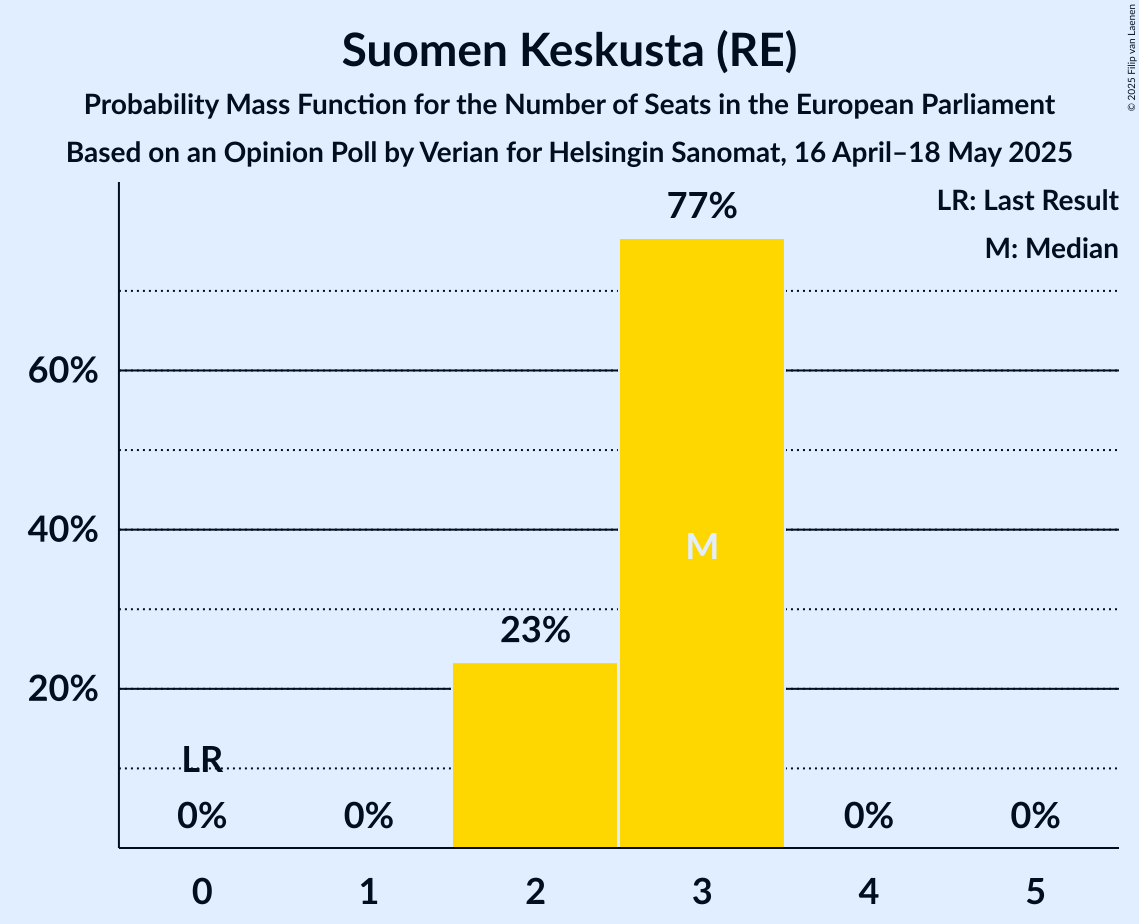 Suomen Keskusta (RE)
Probability Mass Function for the Number of Seats in the European Parliament
Based on an Opinion Poll by Verian for Helsingin Sanomat, 16 April–18 May 2025
© 2025 Filip van Laenen
LR: Last Result
M: Median
77%
60%
40%
M
23%
20%
LR
0%
0%
0%
0%
0
1
2
3
4
5